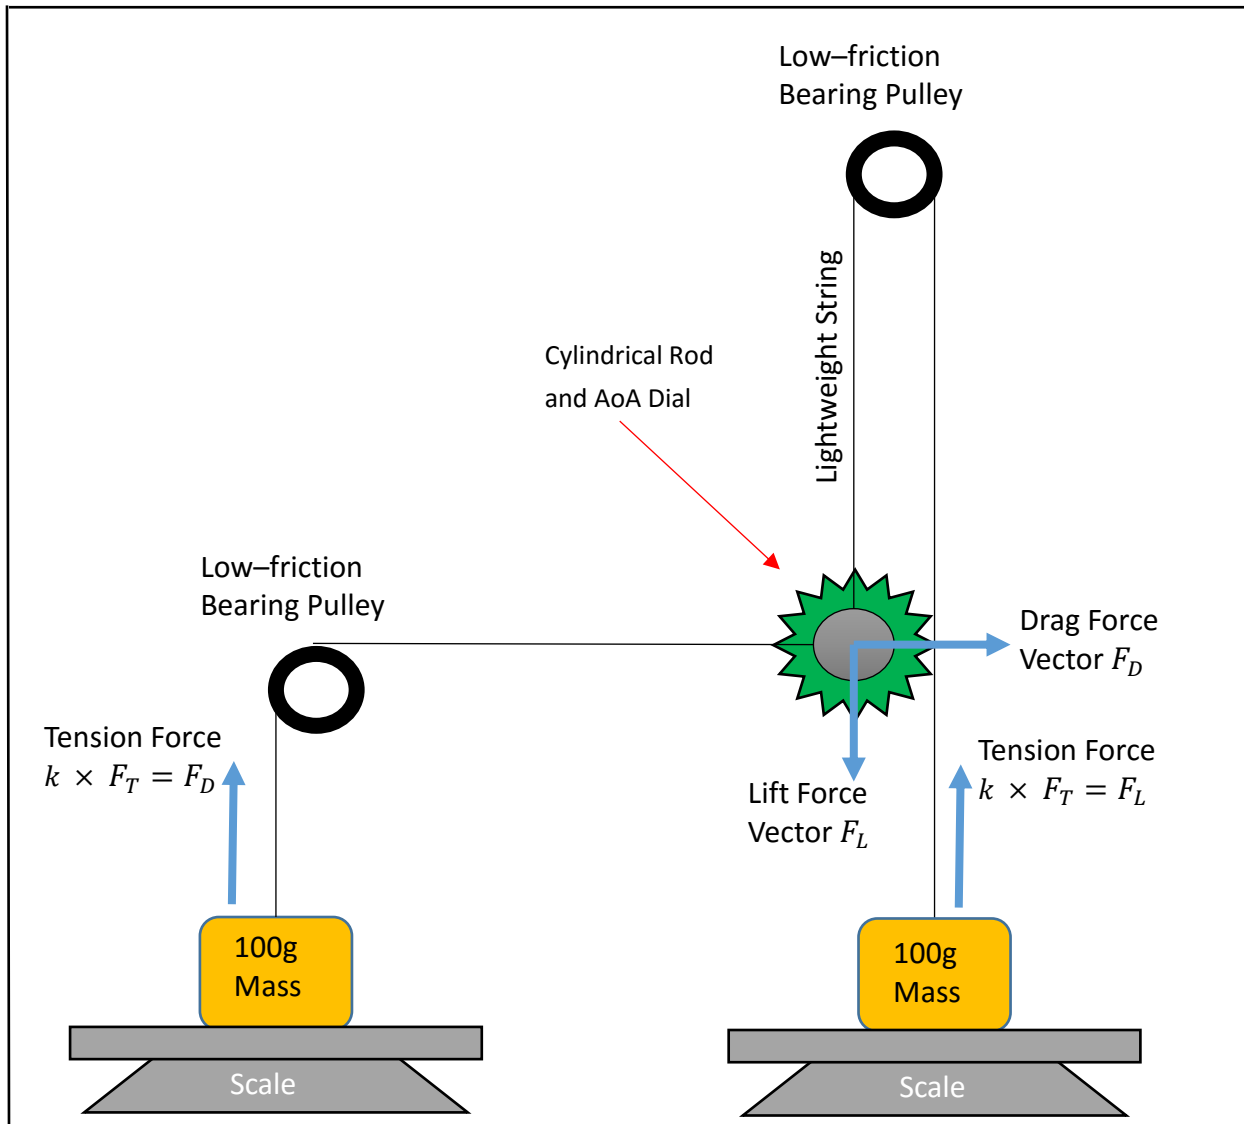 Low–friction
Bearing Pulley
Lightweight String
Cylindrical Rod
and AoA Dial
Low–friction
Bearing Pulley
Drag Force
Vector F_D
Tension Force
k × F_T = F_D
Lift Force
Vector F_L
Tension Force
k × F_T = F_L
100g
Mass
100g
Mass
Scale
Scale